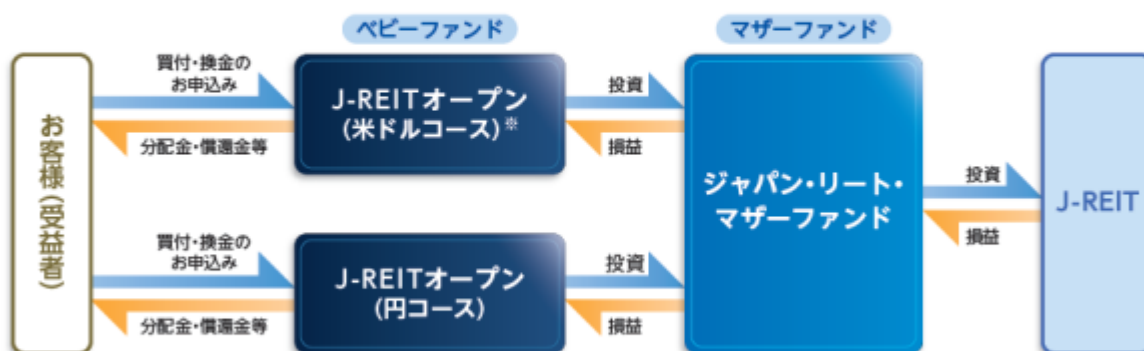 ベビーファンド
マザーファンド
お客様(受益者)
買付・換金の
お申込み
分配金・償還金等
J-REITオープン
(米ドルコース)※
投資
損益
買付・換金の
お申込み
分配金・償還金等
J-REITオープン
(円コース)
投資
損益
ジャパン・リート・
マザーファンド
投資
損益
J-REIT